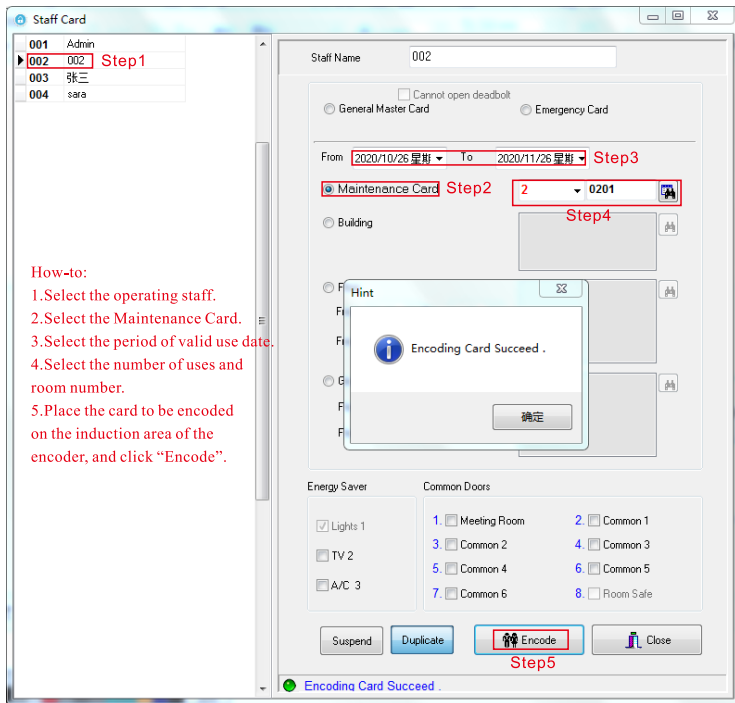 Staff Card
001 Admin
002 002 Step1
003 张三
004 sara
How-to:
1.Select the operating staff.
2.Select the Maintenance Card.
3.Select the period of valid use date.
4.Select the number of uses and
room number.
5.Place the card to be encoded
on the induction area of the
encoder, and click “Encode”.
Staff Name 002
Cannot open deadbolt
General Master Card Emergency Card
From 2020/10/26 星期 To 2020/11/26 星期 Step3
Maintenance Card Step2 2 0201
Step4
Building
Hint
Encoding Card Succeed .
确定
Energy Saver Common Doors
Lights 1 1. Meeting Room 2. Common 1
TV 2 3. Common 2 4. Common 3
5. Common 4 6. Common 5
A/C 3 7. Common 6 8. Room Safe
Suspend Duplicate Encode Close
Step5
Encoding Card Succeed .